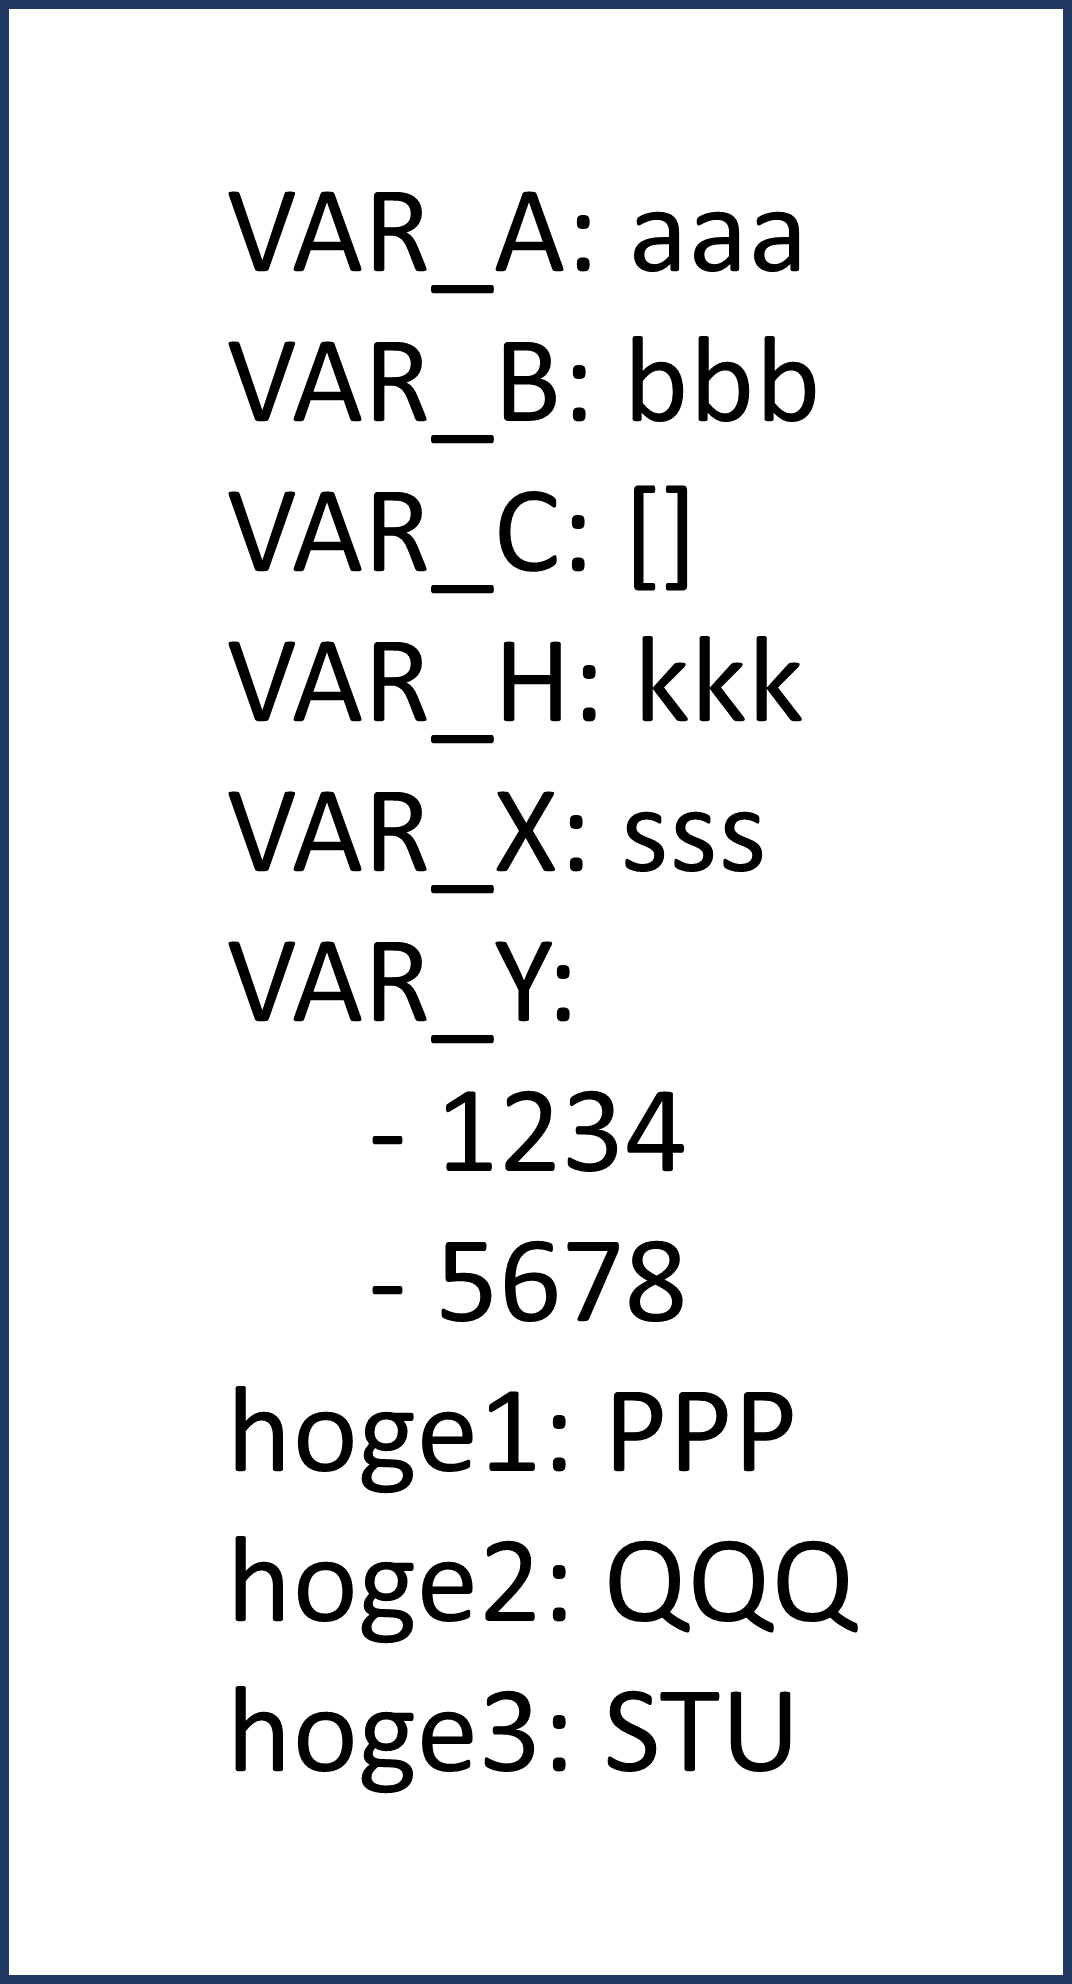 VAR_A: aaa
VAR_B: bbb
VAR_C: []
VAR_H: kkk
VAR_X: sss
VAR_Y:
- 1234
- 5678
hoge1: PPP
hoge2: QQQ
hoge3: STU